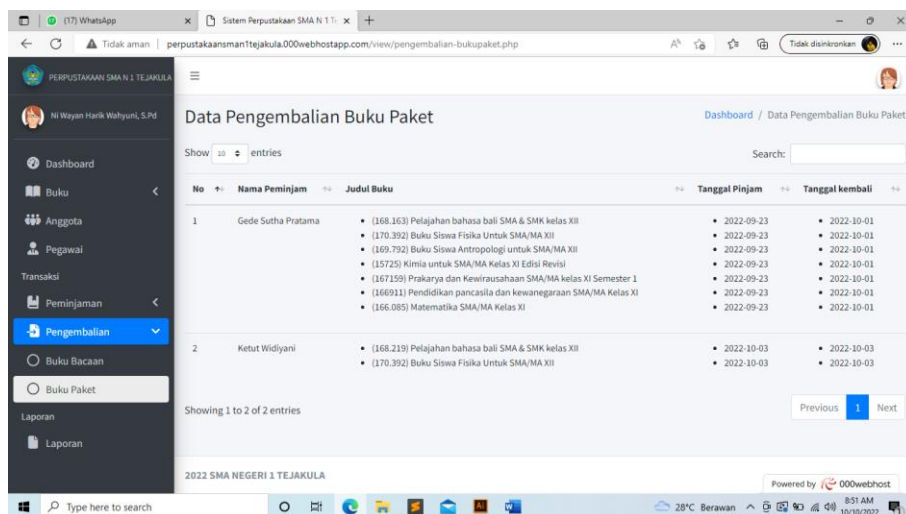 (17) WhatsApp
Sistem Perpustakaan SMA N 1 T
Tidak aman | perpustakaansman1tejakula.000webhostapp.com/view/pengembalian-bukupaket.php
Tidak disinkronkan
PERPUSTAKAAN SMA N 1 TEJAKULA
Ni Wayan Harik Wahyuni, S.Pd
Dashboard
Buku
Anggota
Pegawai
Transaksi
Peminjaman
Pengembalian
Buku Bacaan
Buku Paket
Laporan
Laporan
Data Pengembalian Buku Paket
Dashboard / Data Pengembalian Buku Paket
Show 10 entries
Search:
No Nama Peminjam Judul Buku Tanggal Pinjam Tanggal kembali
1 Gede Sutha Pratama • (168.163) Pelajahan bahasa bali SMA & SMK kelas XII • 2022-09-23 • 2022-10-01
• (170.392) Buku Siswa Fisika Untuk SMA/MA XII • 2022-09-23 • 2022-10-01
• (169.792) Buku Siswa Antropologi untuk SMA/MA XII • 2022-09-23 • 2022-10-01
• (15725) Kimia untuk SMA/MA Kelas XI Edisi Revisi • 2022-09-23 • 2022-10-01
• (167159) Prakarya dan Kewirausahaan SMA/MA kelas XI Semester 1 • 2022-09-23 • 2022-10-01
• (166911) Pendidikan pancasila dan kewanegaraan SMA/MA Kelas XI • 2022-09-23 • 2022-10-01
• (166.085) Matematika SMA/MA Kelas XI • 2022-09-23 • 2022-10-01
2 Ketut Widiyani • (168.219) Pelajahan bahasa bali SMA & SMK kelas XII • 2022-10-03 • 2022-10-03
• (170.392) Buku Siswa Fisika Untuk SMA/MA XII • 2022-10-03 • 2022-10-03
Showing 1 to 2 of 2 entries
Previous 1 Next
2022 SMA NEGERI 1 TEJAKULA
Powered by 000webhost
Type here to search
28°C Berawan
8:51 AM
10/10/2022